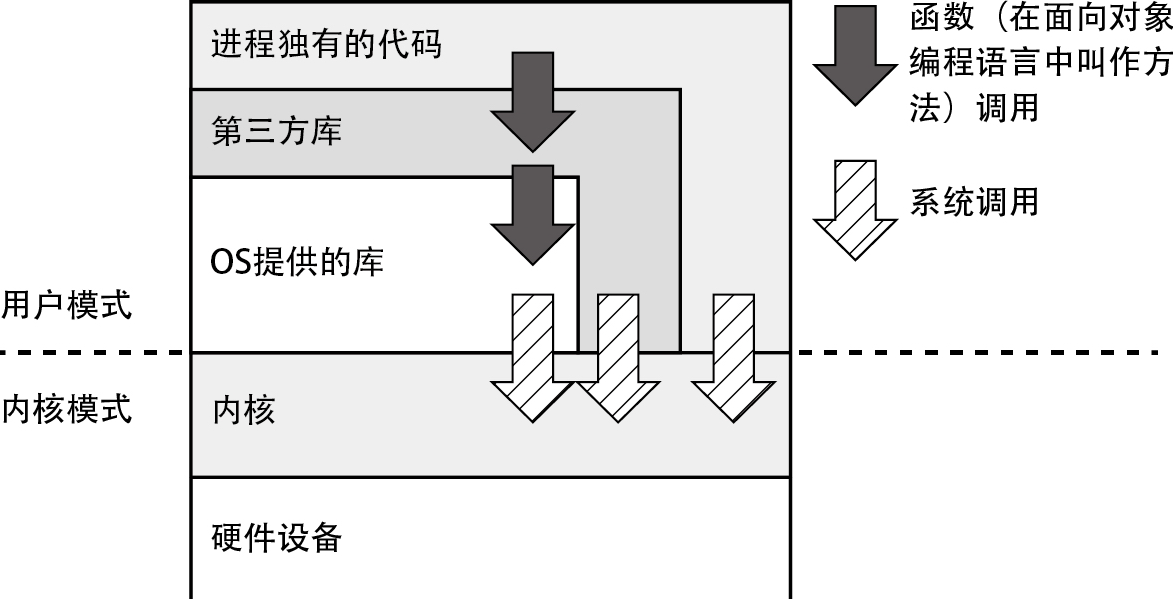 进程独有的代码
第三方库
OS提供的库
用户模式
内核模式
内核
硬件设备
函数（在面向对象
编程语言中叫作方
法）调用
系统调用